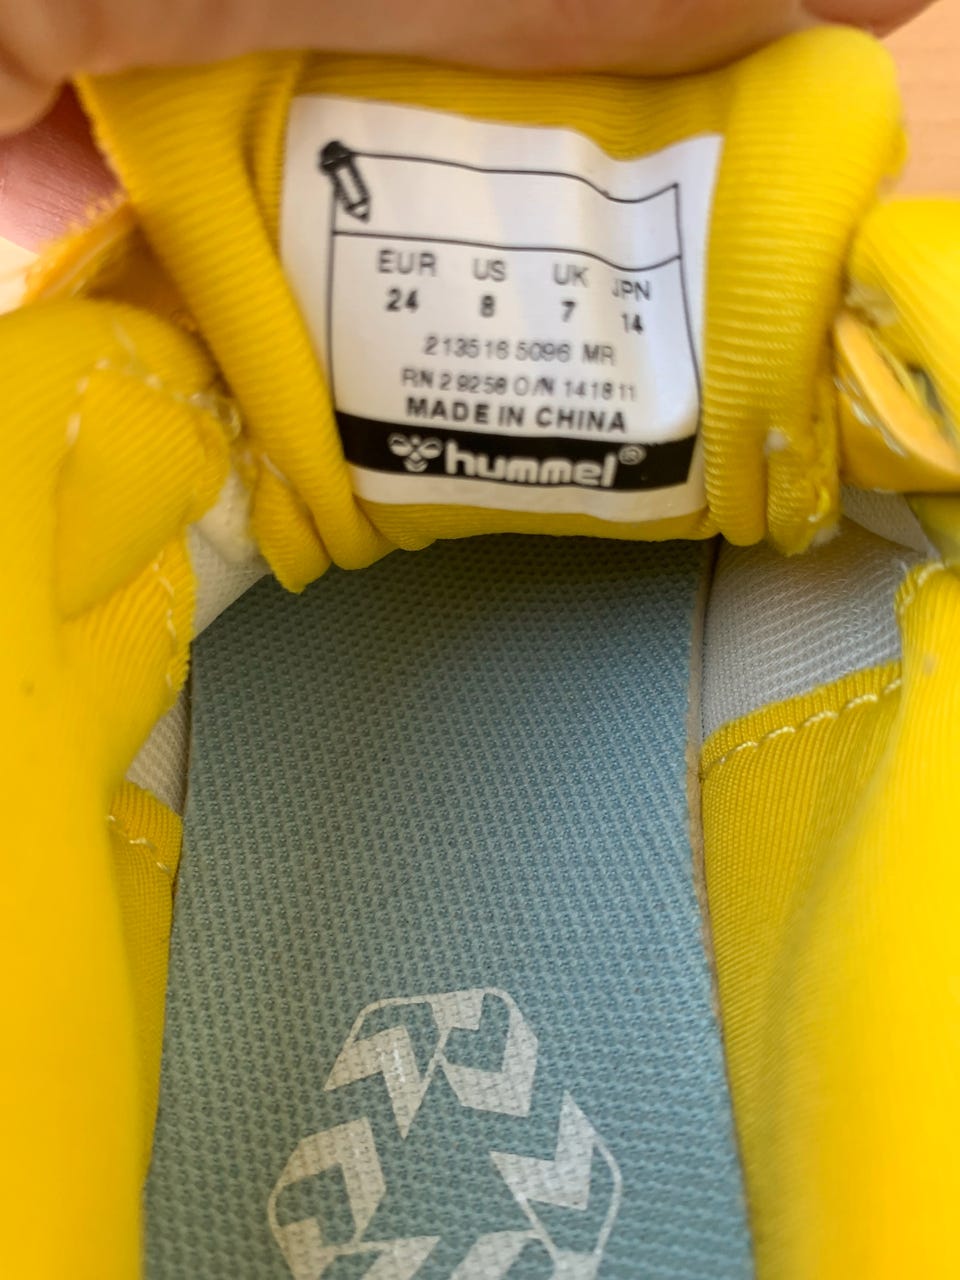 EUR US UK JPN
24 8 7 14
213516 5096 MR
RN 29258 O/N 141811
MADE IN CHINA
hummel®